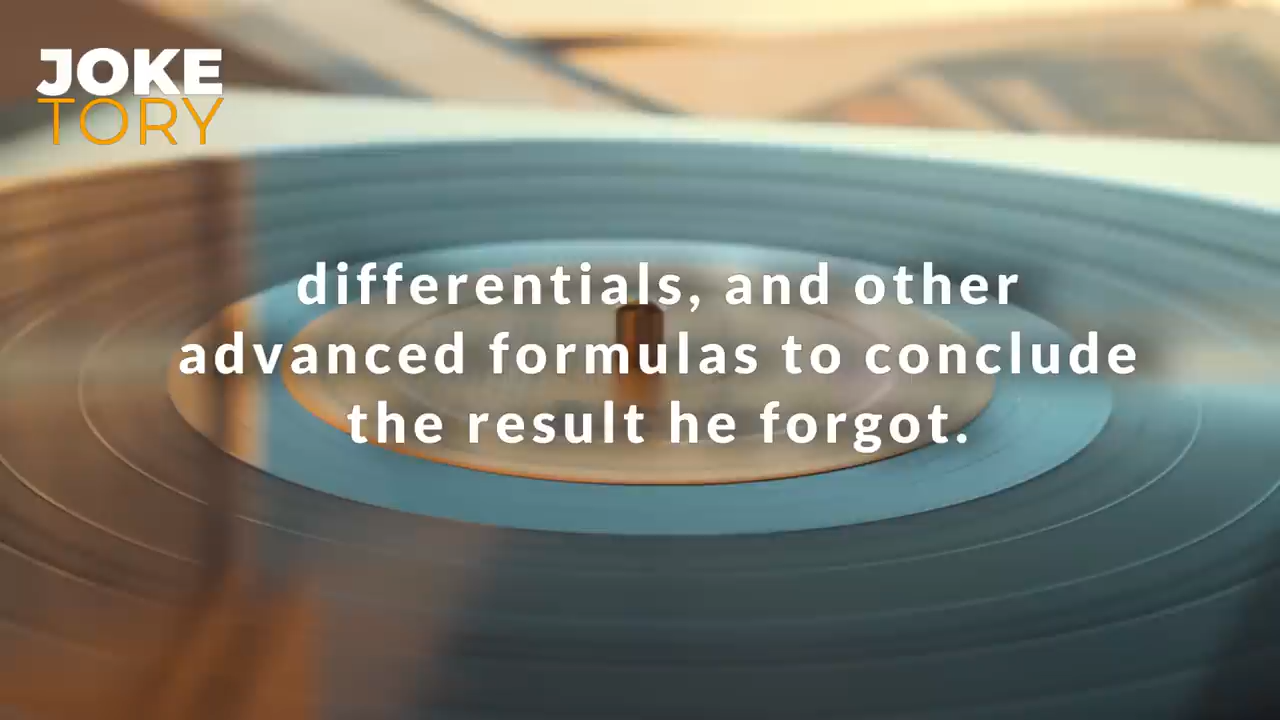 JOKE
TORY
differentials, and other
advanced formulas to conclude
the result he forgot.